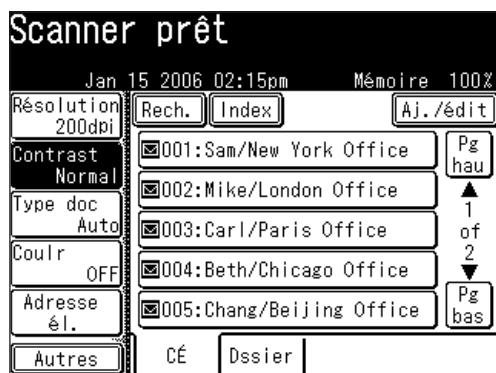 Scanner prêt
Jan 15 2006 02:15pm Mémoire 100%
Résolution
200dpi
Contrast
Normal
Type doc
Auto
Coulr
OFF
Adresse
él.
Autres
Rech. Index Aj./édit
001:Sam/New York Office
002:Mike/London Office
003:Carl/Paris Office
004:Beth/Chicago Office
005:Chang/Beijing Office
Pg
hau
1
of
2
Pg
bas
CÉ Dssier